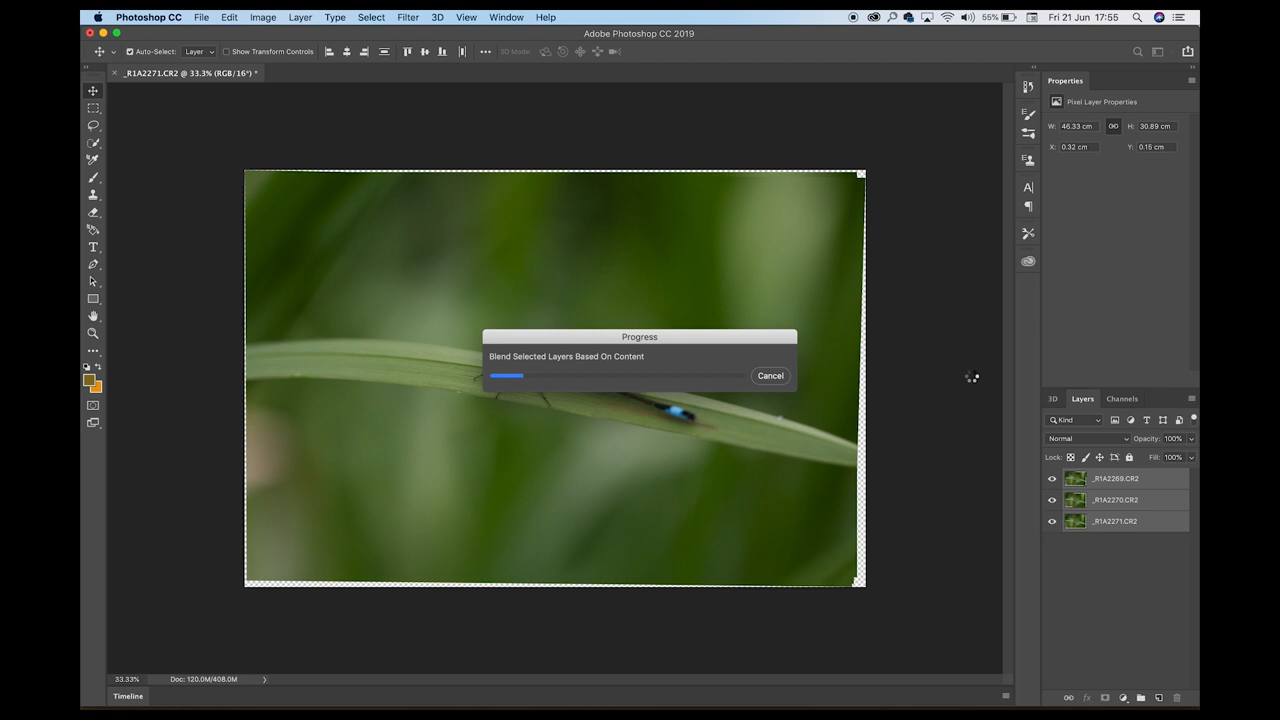 Photoshop CC File Edit Image Layer Type Select Filter 3D View Window Help 55% Fri 21 Jun 17:55
Adobe Photoshop CC 2019
Auto-Select: Layer Show Transform Controls 3D Mode:
_R1A2271.CR2 @ 33.3% (RGB/16*) *
Properties
Pixel Layer Properties
W: 46.33 cm H: 30.89 cm
X: 0.32 cm Y: 0.15 cm
Progress
Blend Selected Layers Based On Content
Cancel
3D Layers Channels
Kind
Normal Opacity: 100%
Lock: Fill: 100%
_R1A2269.CR2
_R1A2270.CR2
_R1A2271.CR2
33.33% Doc: 120.0M/408.0M
Timeline